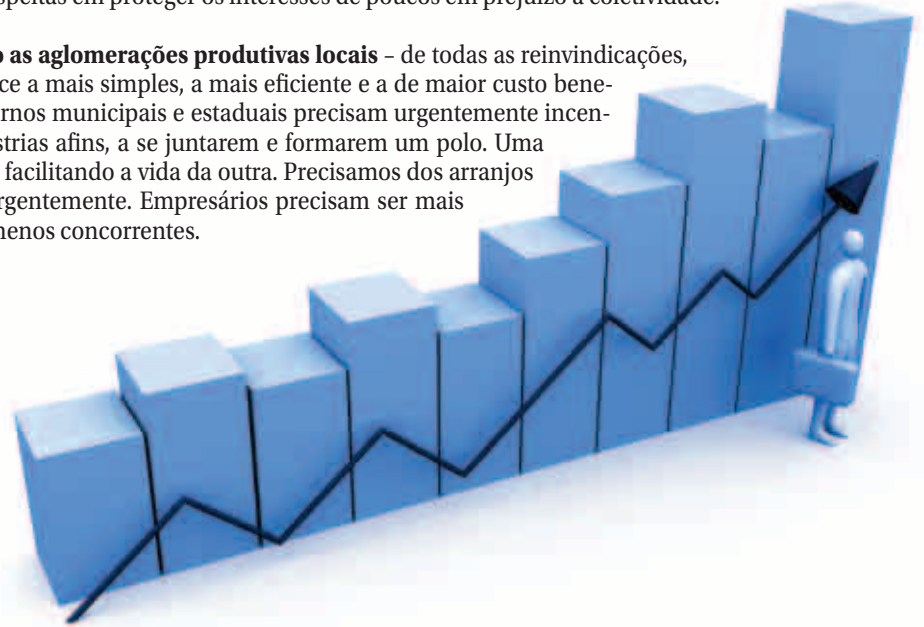 speitas em proteger os interesses de poucos em prejuízo à coletividade.
o as aglomerações produtivas locais – de todas as reinvindicações,
ce a mais simples, a mais eficiente e a de maior custo bene-
rnos municipais e estaduais precisam urgentemente incen-
strias afins, a se juntarem e formarem um polo. Uma
facilitando a vida da outra. Precisamos dos arranjos
rgentemente. Empresários precisam ser mais
menos concorrentes.